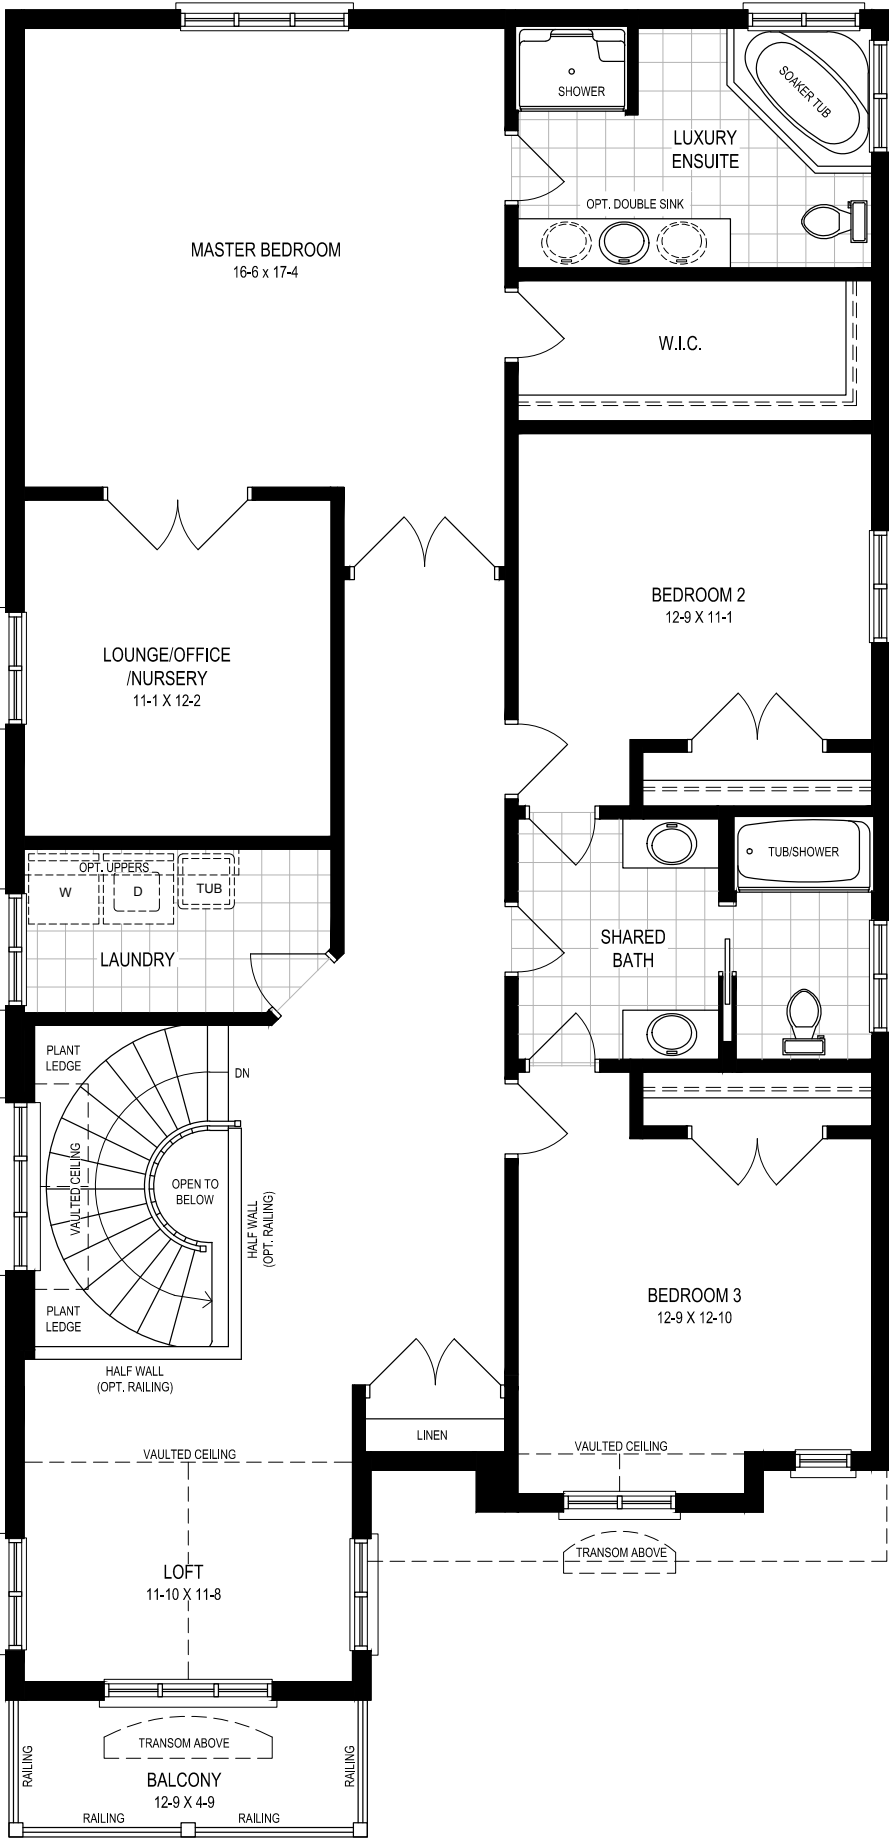 SHOWER
SOAKER TUB
LUXURY
ENSUITE
OPT. DOUBLE SINK
MASTER BEDROOM
16-6 x 17-4
W.I.C.
BEDROOM 2
12-9 X 11-1
LOUNGE/OFFICE
/NURSERY
11-1 X 12-2
OPT. UPPERS
W
D
TUB
LAUNDRY
TUB/SHOWER
SHARED
BATH
PLANT
LEDGE
DN
VAULTED CEILING
OPEN TO
BELOW
HALF WALL
(OPT. RAILING)
PLANT
LEDGE
HALF WALL
(OPT. RAILING)
BEDROOM 3
12-9 X 12-10
LINEN
VAULTED CEILING
VAULTED CEILING
TRANSOM ABOVE
LOFT
11-10 X 11-8
TRANSOM ABOVE
RAILING
RAILING
BALCONY
12-9 X 4-9
RAILING
RAILING